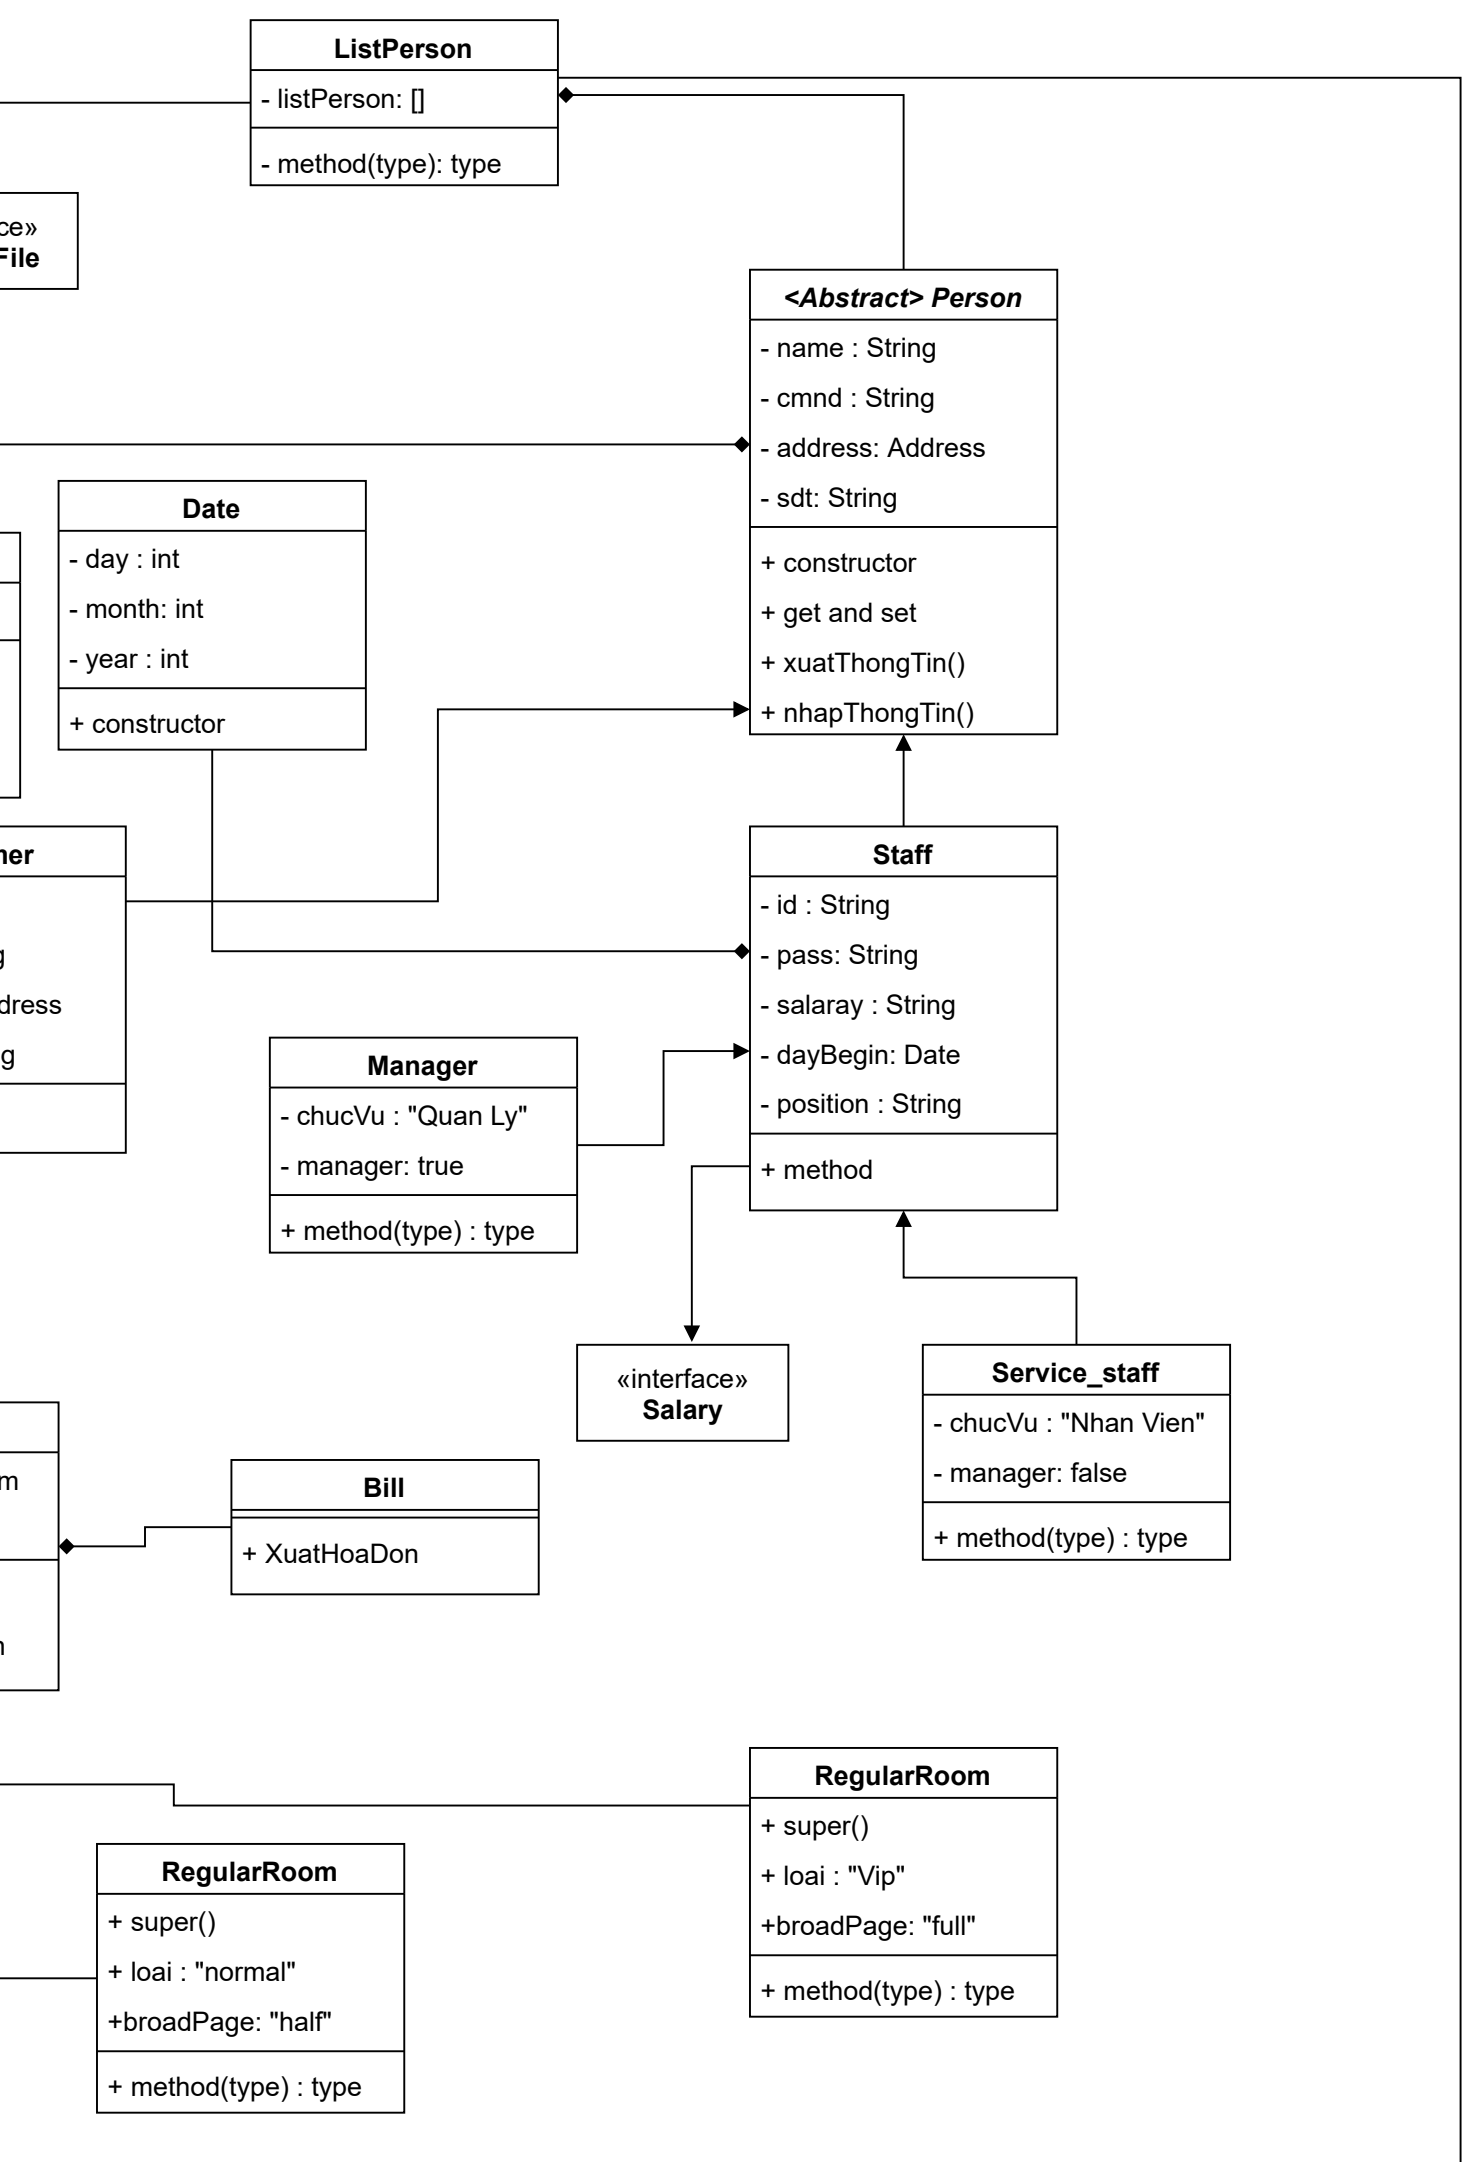 ListPerson
- listPerson: []
- method(type): type
File
<Abstract> Person
- name : String
- cmnd : String
- address: Address
- sdt: String
+ constructor
+ get and set
+ xuatThongTin()
+ nhapThongTin()
Date
- day : int
- month: int
- year : int
+ constructor
Staff
- id : String
- pass: String
- salaray : String
- dayBegin: Date
- position : String
+ method
Manager
- chucVu : "Quan Ly"
- manager: true
+ method(type) : type
«interface»
Salary
Service_staff
- chucVu : "Nhan Vien"
- manager: false
+ method(type) : type
Bill
+ XuatHoaDon
RegularRoom
+ super()
+ loai : "Vip"
+broadPage: "full"
+ method(type) : type
RegularRoom
+ super()
+ loai : "normal"
+broadPage: "half"
+ method(type) : type